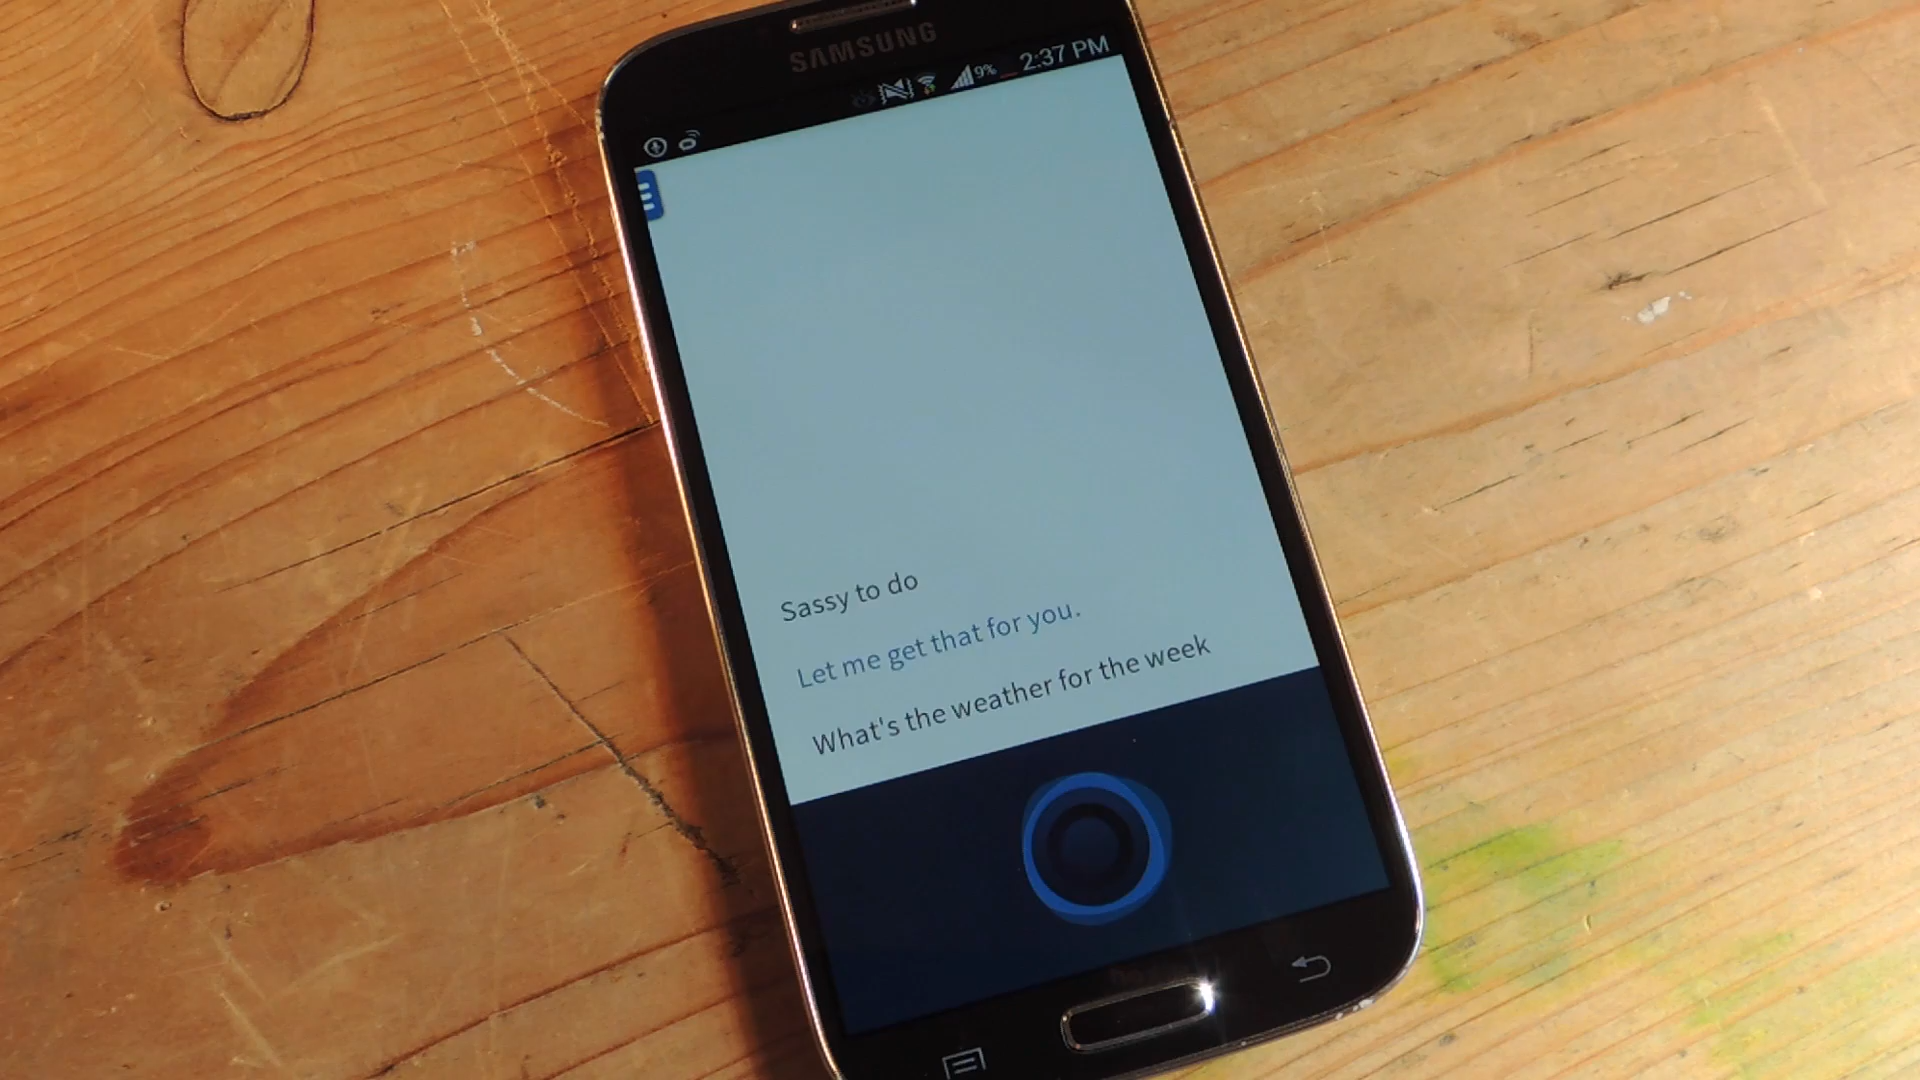 SAMSUNG
9% 2:37 PM
Sassy to do
Let me get that for you.
What's the weather for the week